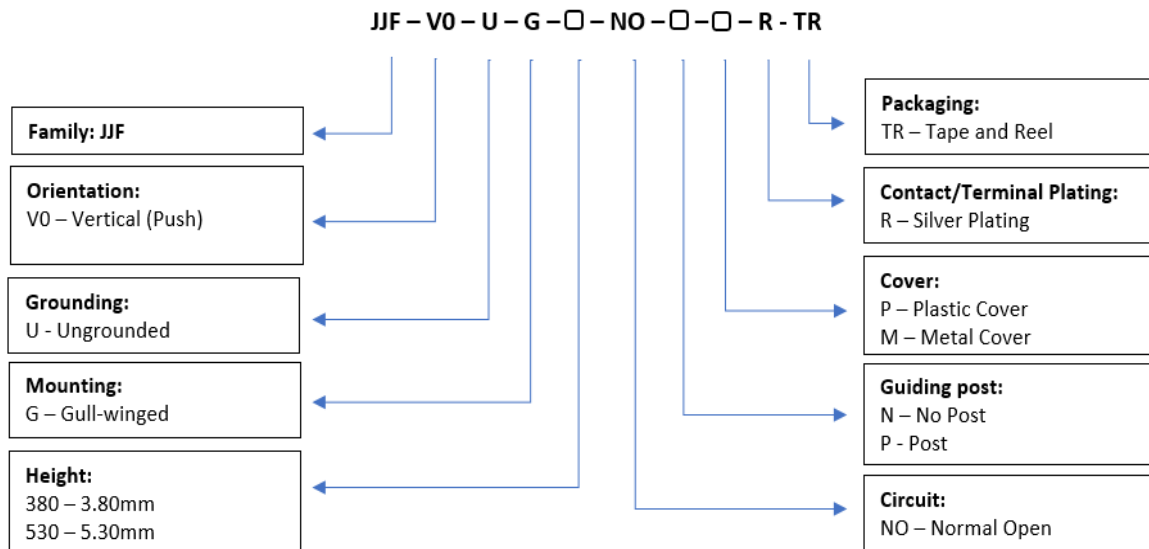 JJF – V0 – U – G – ▢ – NO – ▢ – ▢ – R - TR
Family: JJF
Orientation:
V0 – Vertical (Push)
Grounding:
U - Ungrounded
Mounting:
G – Gull-winged
Height:
380 – 3.80mm
530 – 5.30mm
Packaging:
TR – Tape and Reel
Contact/Terminal Plating:
R – Silver Plating
Cover:
P – Plastic Cover
M – Metal Cover
Guiding post:
N – No Post
P - Post
Circuit:
NO – Normal Open